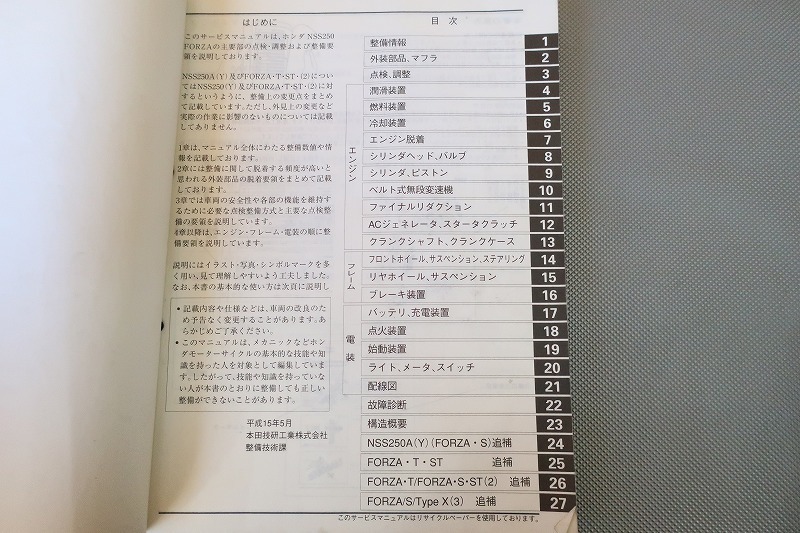 はじめに
このサービスマニュアルは、ホンダ NSS250
FORZAの主要部の点検・調整および整備要
領を説明しております。
NSS250A(Y)及びFORZA・T・ST・(2)につい
てはNSS250(Y)及びFORZA・T・ST・(2)に対
するというように、整備上の変更点をまとめ
て記載しています。ただし、外見上の変更など
実際の作業に影響のないものについては記載
してありません。
1章は、マニュアル全体にわたる整備数値や情
報を記載しております。
2章には整備に関して脱着する頻度が高いと
思われる外装部品の脱着要領をまとめて記載
しております。
3章では車両の安全性や各部の機能を維持す
るために必要な点検整備方式と主要な点検整
備の要領を説明しています。
4章以降は、エンジン・フレーム・電装の順に整
備要領を説明しています。
説明にはイラスト・写真・シンボルマークを多
く用い、見て理解しやすいよう工夫しました。
なお、本書の基本的な使い方は次頁に説明し
• 記載内容や仕様などは、車両の改良のため
予告なく変更することがあります。あ
らかじめご了承ください。
• このマニュアルは、メカニックなどホン
ダモーターサイクルの基本的な技能や知
識を持った人を対象として編集していま
す。したがって、技能や知識を持っていな
い人が本書のとおりに整備しても正しい
整備ができないことがあります。
平成15年5月
本田技研工業株式会社
整備技術課
目 次
整備情報 1
外装部品、マフラ 2
点検、調整 3
エンジン
潤滑装置 4
燃料装置 5
冷却装置 6
エンジン脱着 7
シリンダヘッド、バルブ 8
シリンダ、ピストン 9
ベルト式無段変速機 10
ファイナルリダクション 11
ACジェネレータ、スタータクラッチ 12
クランクシャフト、クランクケース 13
フレーム
フロントホイール、サスペンション、ステアリング 14
リヤホイール、サスペンション 15
ブレーキ装置 16
電装
バッテリ、充電装置 17
点火装置 18
始動装置 19
ライト、メータ、スイッチ 20
配線図 21
故障診断 22
構造概要 23
NSS250A(Y)(FORZA・S)追補 24
FORZA・T・ST 追補 25
FORZA・T/FORZA・S・ST(2) 追補 26
FORZA/S/Type X(3) 追補 27
このサービスマニュアルはリサイクルペーパーを使用しております。